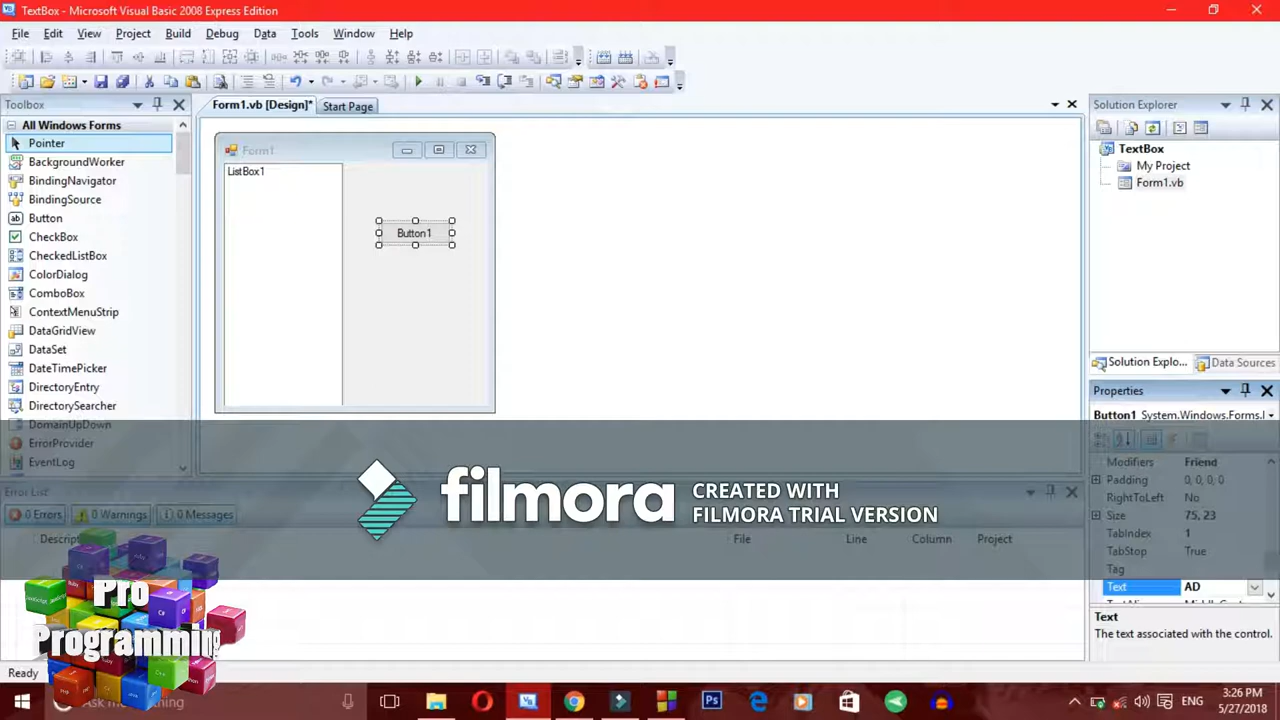 TextBox - Microsoft Visual Basic 2008 Express Edition
File Edit View Project Build Debug Data Tools Window Help
Toolbox
Form1.vb [Design]* Start Page
Solution Explorer
All Windows Forms
Pointer
BackgroundWorker
BindingNavigator
BindingSource
Button
CheckBox
CheckedListBox
ColorDialog
ComboBox
ContextMenuStrip
DataGridView
DataSet
DateTimePicker
DirectoryEntry
DirectorySearcher
DomainUpDown
ErrorProvider
EventLog
Form1
ListBox1
Button1
TextBox
My Project
Form1.vb
Solution Explo... Data Sources
Properties
Button1 System.Windows.Forms.
Modifiers Friend
Padding 0, 0, 0, 0
RightToLeft No
Size 75, 23
TabIndex 1
TabStop True
Tag
Text AD
Text
The text associated with the control.
Error List
0 Errors 0 Warnings 0 Messages
File Line Column Project
filmora
CREATED WITH
FILMORA TRIAL VERSION
Pro
Programming
Ready
ENG
3:26 PM
5/27/2018